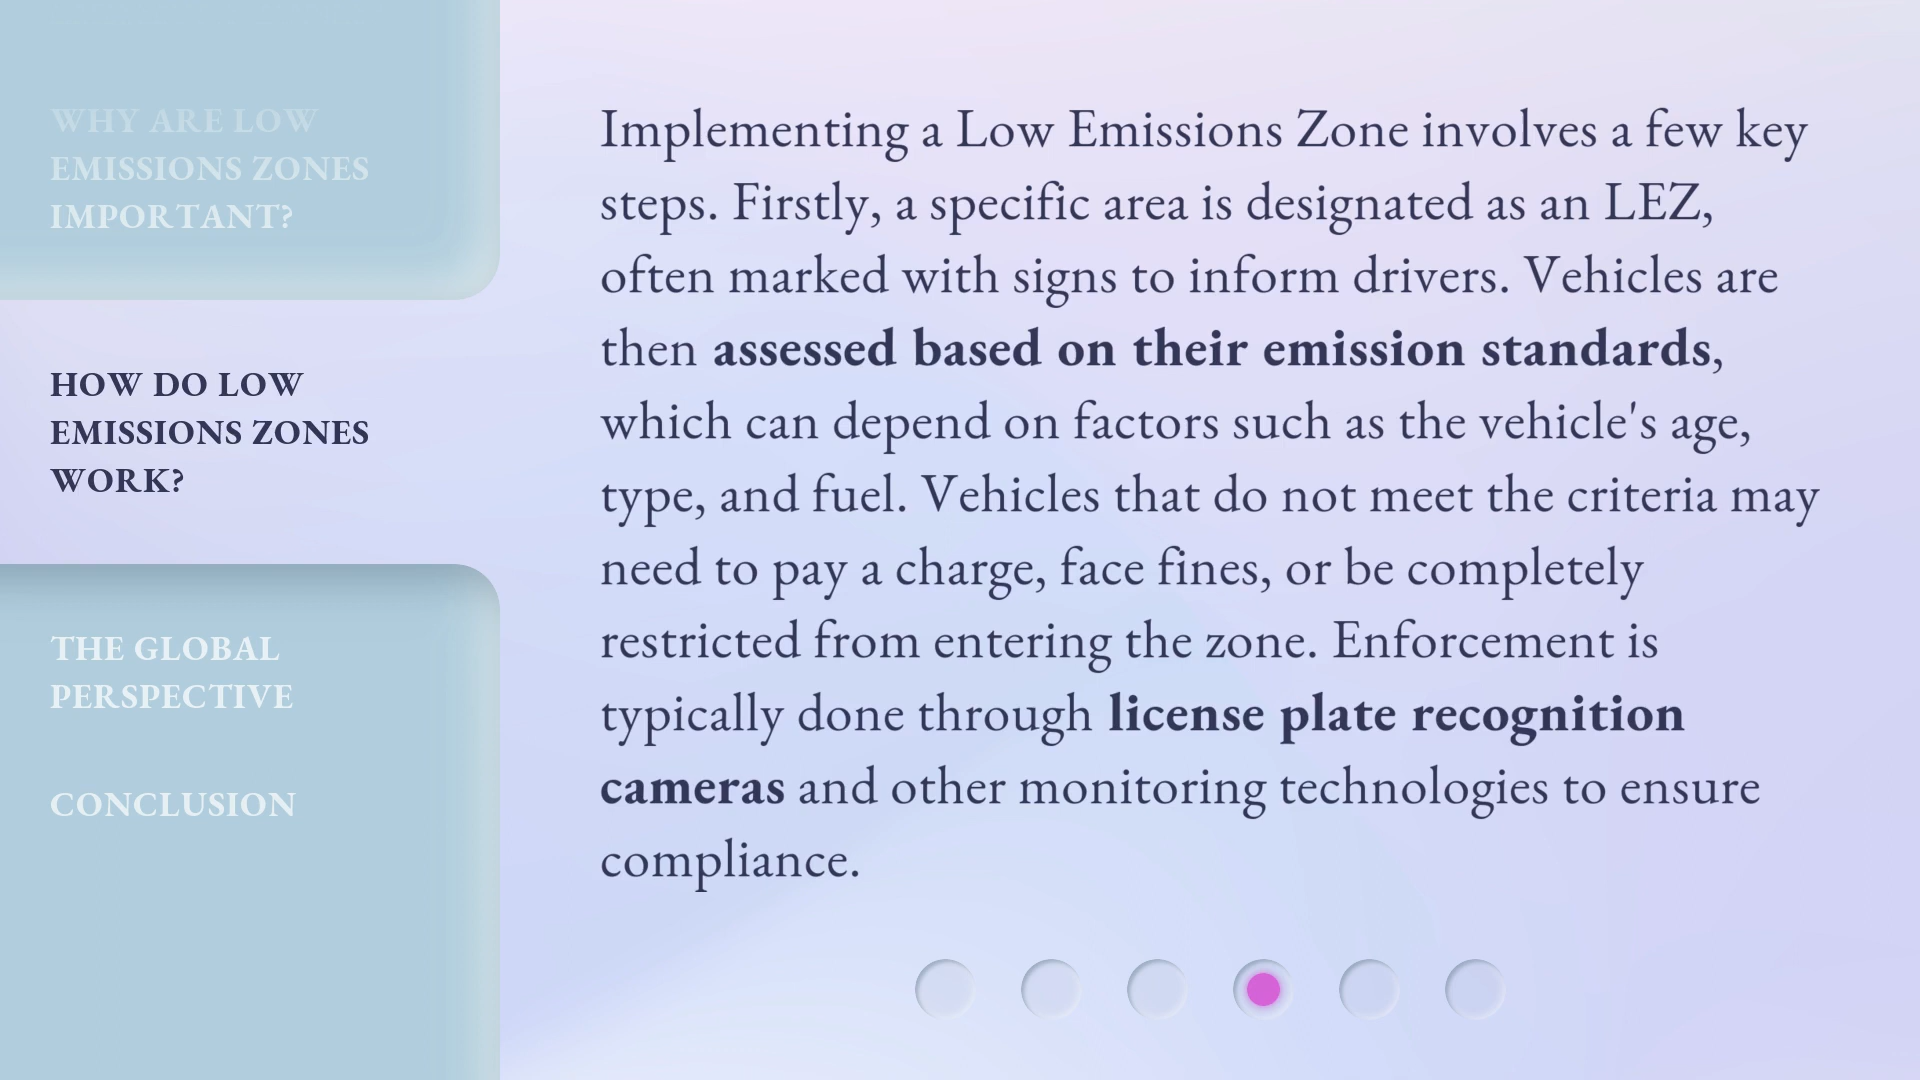 WHY ARE LOW
EMISSIONS ZONES
IMPORTANT?
HOW DO LOW
EMISSIONS ZONES
WORK?
THE GLOBAL
PERSPECTIVE
CONCLUSION
Implementing a Low Emissions Zone involves a few key
steps. Firstly, a specific area is designated as an LEZ,
often marked with signs to inform drivers. Vehicles are
then assessed based on their emission standards,
which can depend on factors such as the vehicle's age,
type, and fuel. Vehicles that do not meet the criteria may
need to pay a charge, face fines, or be completely
restricted from entering the zone. Enforcement is
typically done through license plate recognition
cameras and other monitoring technologies to ensure
compliance.